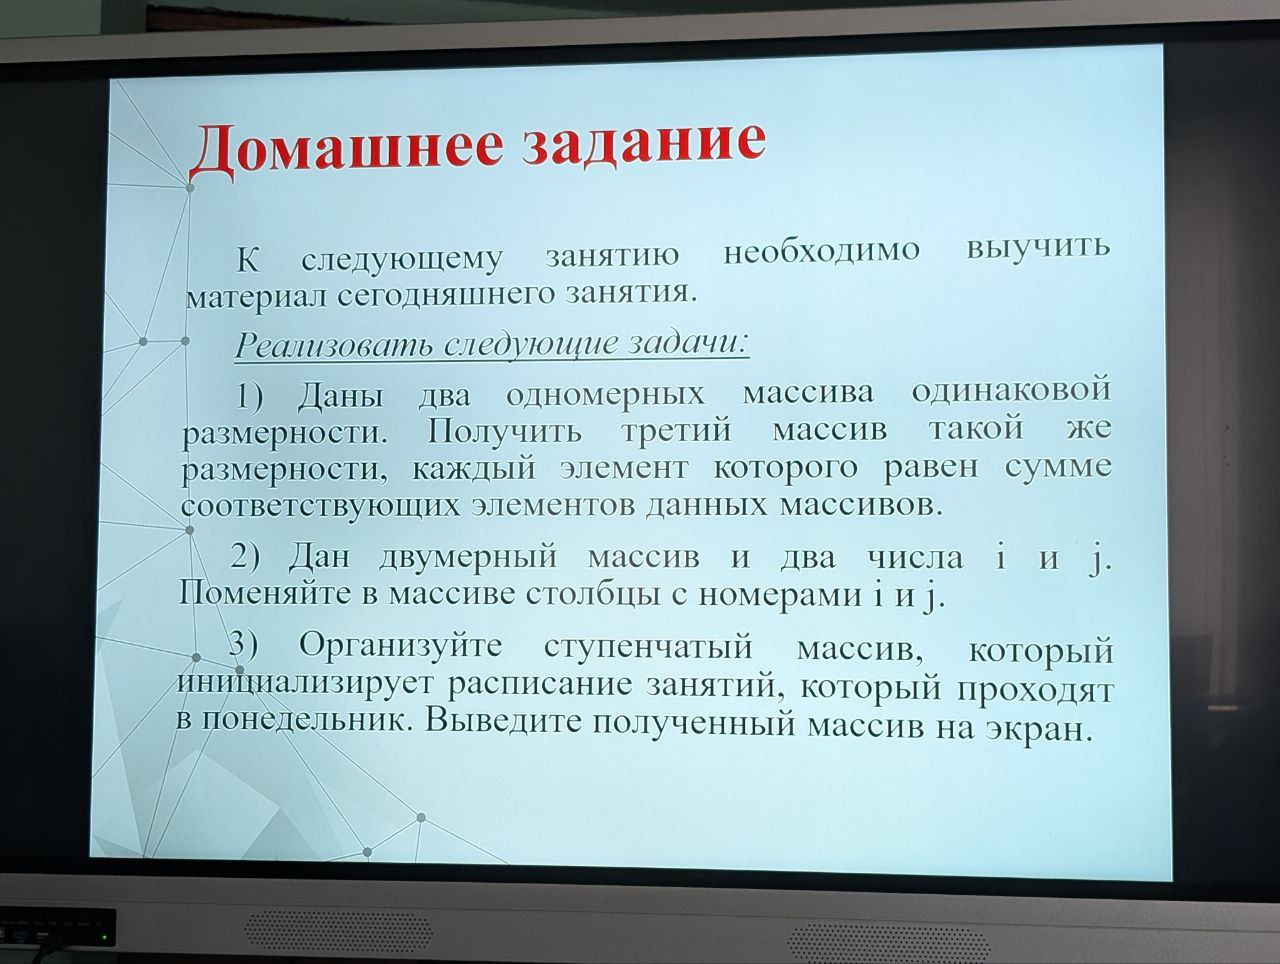 Домашнее задание
К следующему занятию необходимо выучить
материал сегодняшнего занятия.
Реализовать следующие задачи:
1) Даны два одномерных массива одинаковой
размерности. Получить третий массив такой же
размерности, каждый элемент которого равен сумме
соответствующих элементов данных массивов.
2) Дан двумерный массив и два числа i и j.
Поменяйте в массиве столбцы с номерами i и j.
3) Организуйте ступенчатый массив, который
инициализирует расписание занятий, который проходят
в понедельник. Выведите полученный массив на экран.